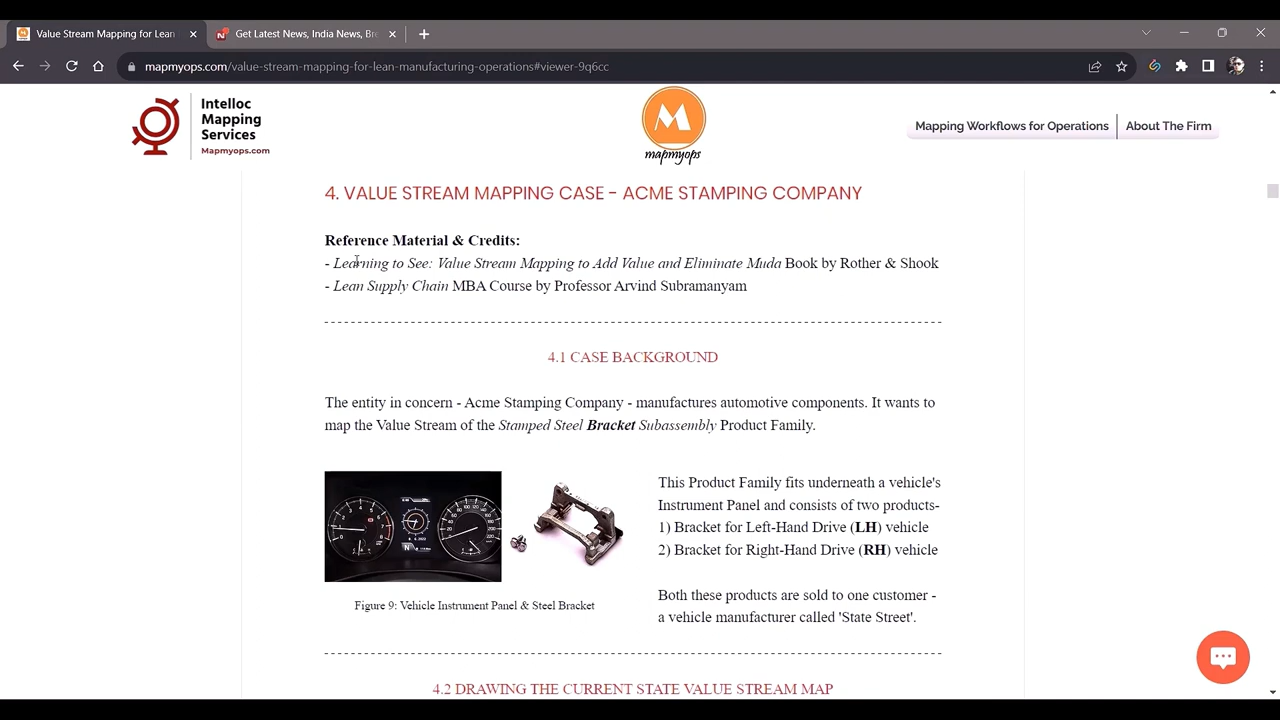 Value Stream Mapping for Lean
Get Latest News, India News, Bre
mapmyops.com/value-stream-mapping-for-lean-manufacturing-operations#viewer-9q6cc
Intelloc
Mapping
Services
Mapmyops.com
M
mapmyops
Mapping Workflows for Operations
About The Firm
4. VALUE STREAM MAPPING CASE - ACME STAMPING COMPANY
Reference Material & Credits:
- Learning to See: Value Stream Mapping to Add Value and Eliminate Muda Book by Rother & Shook
- Lean Supply Chain MBA Course by Professor Arvind Subramanyam
4.1 CASE BACKGROUND
The entity in concern - Acme Stamping Company - manufactures automotive components. It wants to
map the Value Stream of the Stamped Steel Bracket Subassembly Product Family.
This Product Family fits underneath a vehicle's
Instrument Panel and consists of two products-
1) Bracket for Left-Hand Drive (LH) vehicle
2) Bracket for Right-Hand Drive (RH) vehicle
Both these products are sold to one customer -
a vehicle manufacturer called 'State Street'.
Figure 9: Vehicle Instrument Panel & Steel Bracket
4.2 DRAWING THE CURRENT STATE VALUE STREAM MAP